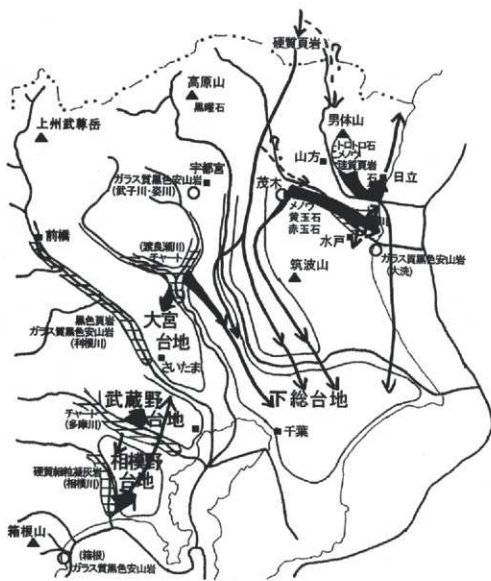 硬質頁岩
?
高原山
黒曜石
男体山
上州武尊岳
トロトロ石
メノウ
珪質頁岩
山方
石
日立
宇都宮
ガラス質黒色安山岩
(武子川・姿川)
?
茂木
メノウ
黄玉石
赤玉石
川
水戸
ガラス質黒色安山岩
(大洗)
前橋
(渡良瀬川)
チャート
筑波山
黒色頁岩
ガラス質黒色安山岩
(利根川)
大宮
台地
さいたま
武蔵野
台地
チャート
(多摩川)
下総台地
千葉
相模野
台地
硬質細粒凝灰岩
(相模川)
箱根山
(箱根)
ガラス質黒色安山岩